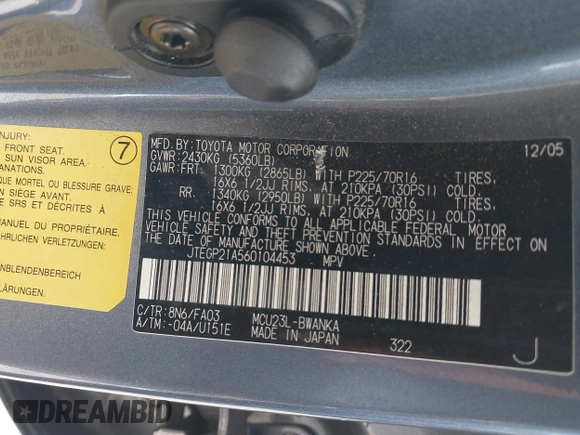 MFD.BY:TOYOTA MOTOR CORPORATION 12/05
GVWR:2430KG (5360LB)
GAWR:FRT. 1300KG (2865LB) WITH P225/70R16 TIRES,
16X6 1/2JJ RIMS, AT 210KPA (30PSI) COLD.
RR. 1340KG (2950LB) WITH P225/70R16 TIRES,
16X6 1/2JJ RIMS, AT 210KPA (30PSI) COLD.
THIS VEHICLE CONFORMS TO ALL APPLICABLE FEDERAL MOTOR
VEHICLE SAFETY AND THEFT PREVENTION STANDARDS IN EFFECT ON
THE DATE OF MANUFACTURE SHOWN ABOVE.
JTEGP21A560104453 MPV
C/TR:8N6/FA03 MCU23L-BWANKA
A/TM:-04A/U151E MADE IN JAPAN 322 J
7
NJURY:
FRONT SEAT.
SUN VISOR AREA.
ANATIONS.
QUE MORTEL OU BLESSURE GRAVE:
SIÈGE AVANT.
E SRS ET DÉCRITES À
ANUAL DU PROPRIÉTAIRE.
HRLICHEN VERLETZUNGEN:
NBLENDENBEREICH
RUNGEN.
DREAMBID